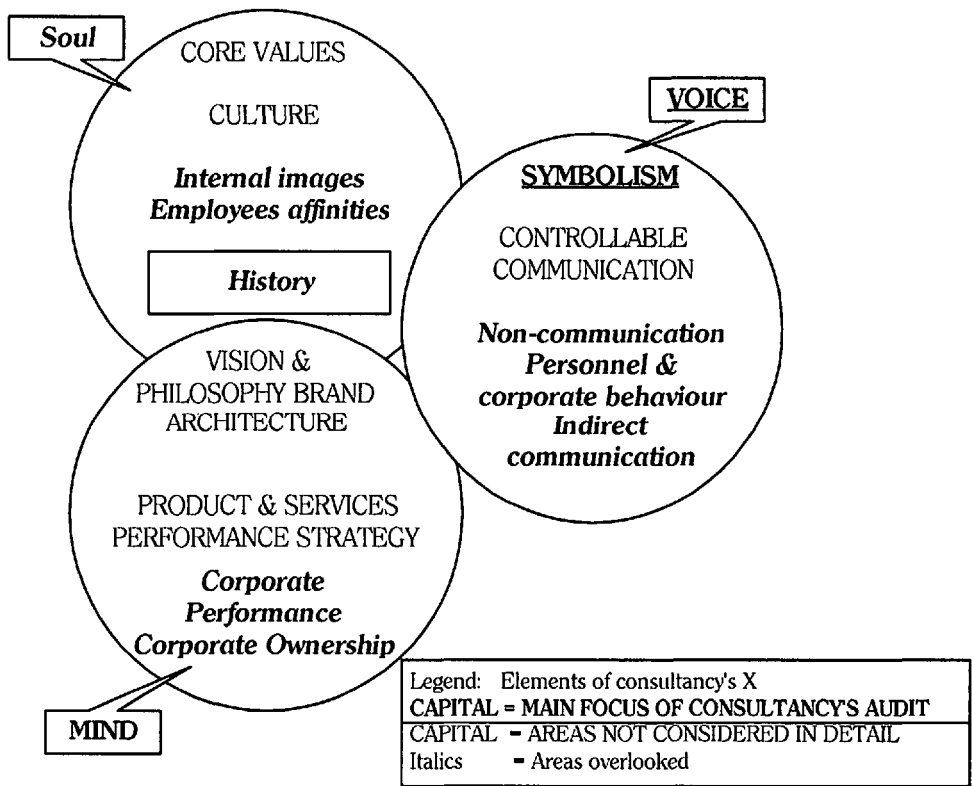 Soul
CORE VALUES
CULTURE
Internal images
Employees affinities
History
VOICE
SYMBOLISM
CONTROLLABLE
COMMUNICATION
Non-communication
Personnel &
corporate behaviour
Indirect
communication
VISION &
PHILOSOPHY BRAND
ARCHITECTURE
PRODUCT & SERVICES
PERFORMANCE STRATEGY
Corporate
Performance
Corporate Ownership
MIND
Legend: Elements of consultancy's X
CAPITAL = MAIN FOCUS OF CONSULTANCY'S AUDIT
CAPITAL = AREAS NOT CONSIDERED IN DETAIL
Italics = Areas overlooked